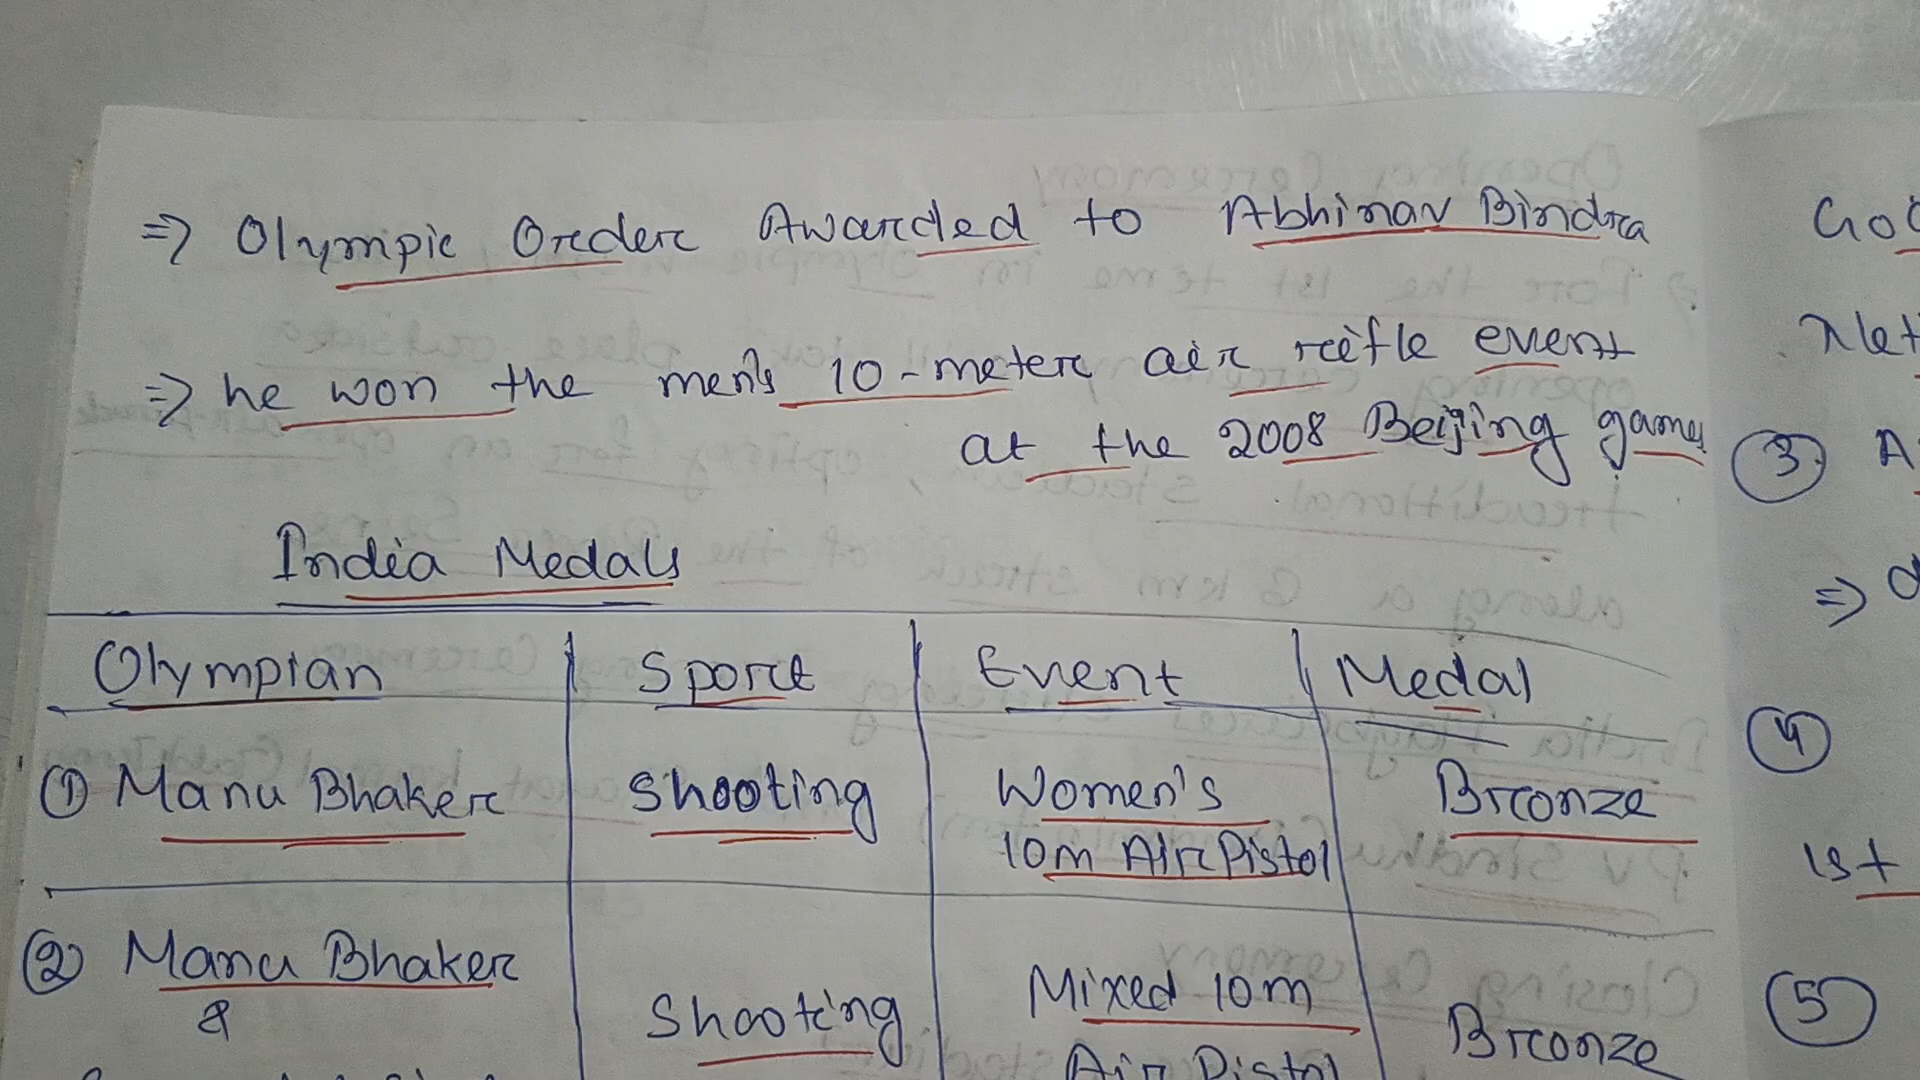 ⇒ Olympic Order Awarded to Abhinav Bindra
⇒ he won the men's 10-meter air rifle event
at the 2008 Beijing games
India Medals
Olympian Sport Event Medal
① Manu Bhaker Shooting Women's Bronze
10m Air Pistol
② Manu Bhaker Shooting Mixed 10m Bronze
&
Air Pistol
③ A
⇒
④
1st
⑤